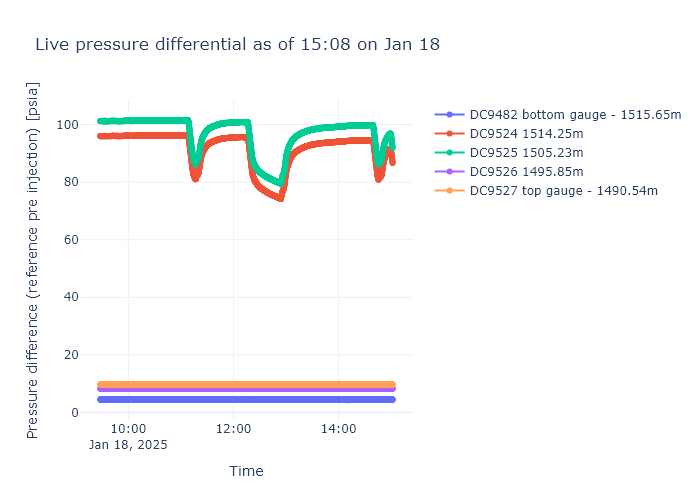 Live pressure differential as of 15:08 on Jan 18
Pressure difference (reference pre injection) [psia]
100
80
60
40
20
0
10:00
Jan 18, 2025
12:00
14:00
Time
DC9482 bottom gauge - 1515.65m
DC9524 1514.25m
DC9525 1505.23m
DC9526 1495.85m
DC9527 top gauge - 1490.54m